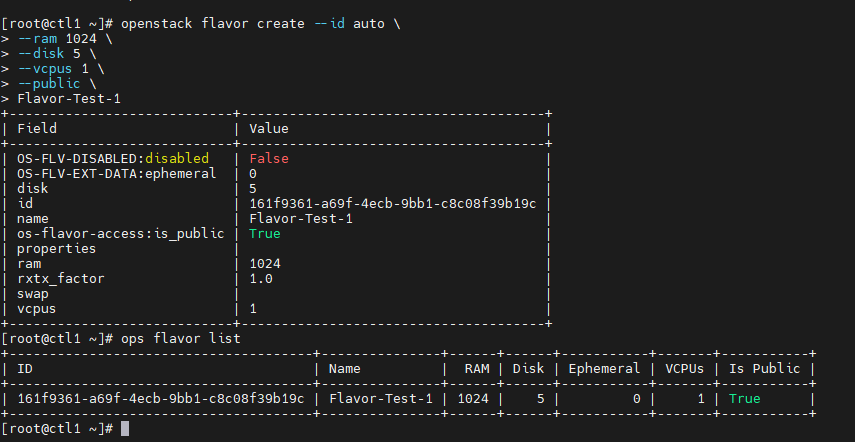 [root@ctl1 ~]# openstack flavor create --id auto \
> --ram 1024 \
> --disk 5 \
> --vcpus 1 \
> --public \
> Flavor-Test-1
+----------------------------+--------------------------------------+
| Field                      | Value                                |
+----------------------------+--------------------------------------+
| OS-FLV-DISABLED:disabled   | False                                |
| OS-FLV-EXT-DATA:ephemeral  | 0                                    |
| disk                       | 5                                    |
| id                         | 161f9361-a69f-4ecb-9bb1-c8c08f39b19c |
| name                       | Flavor-Test-1                        |
| os-flavor-access:is_public | True                                 |
| properties                 |                                      |
| ram                        | 1024                                 |
| rxtx_factor                | 1.0                                  |
| swap                       |                                      |
| vcpus                      | 1                                    |
+----------------------------+--------------------------------------+
[root@ctl1 ~]# ops flavor list
+--------------------------------------+---------------+------+------+-----------+-------+-----------+
| ID                                   | Name          |  RAM | Disk | Ephemeral | VCPUs | Is Public |
+--------------------------------------+---------------+------+------+-----------+-------+-----------+
| 161f9361-a69f-4ecb-9bb1-c8c08f39b19c | Flavor-Test-1 | 1024 |    5 |         0 |     1 | True      |
+--------------------------------------+---------------+------+------+-----------+-------+-----------+
[root@ctl1 ~]#